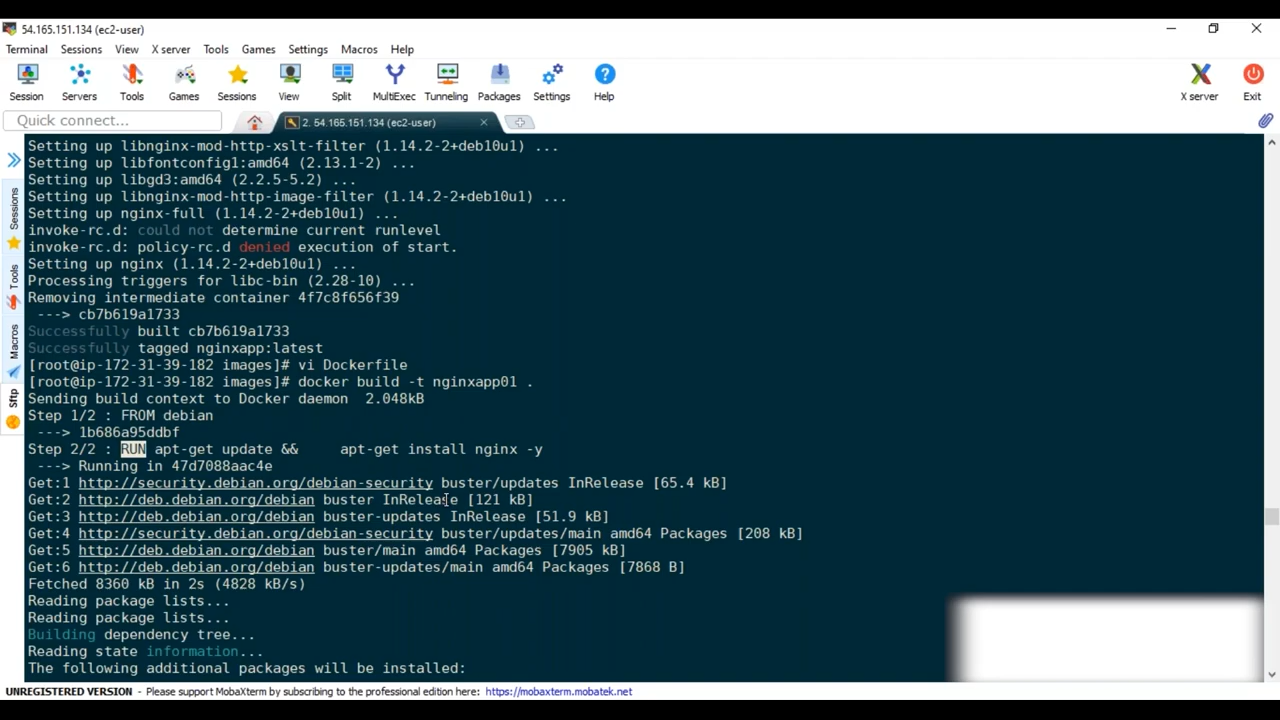 54.165.151.134 (ec2-user)
Terminal Sessions View X server Tools Games Settings Macros Help
Session Servers Tools Games Sessions View Split MultiExec Tunneling Packages Settings Help X server Exit
Quick connect... 2. 54.165.151.134 (ec2-user)
Sessions
Tools
Macros
Sftp
Setting up libnginx-mod-http-xslt-filter (1.14.2-2+deb10u1) ...
Setting up libfontconfig1:amd64 (2.13.1-2) ...
Setting up libgd3:amd64 (2.2.5-5.2) ...
Setting up libnginx-mod-http-image-filter (1.14.2-2+deb10u1) ...
Setting up nginx-full (1.14.2-2+deb10u1) ...
invoke-rc.d: could not determine current runlevel
invoke-rc.d: policy-rc.d denied execution of start.
Setting up nginx (1.14.2-2+deb10u1) ...
Processing triggers for libc-bin (2.28-10) ...
Removing intermediate container 4f7c8f656f39
---> cb7b619a1733
Successfully built cb7b619a1733
Successfully tagged nginxapp:latest
[root@ip-172-31-39-182 images]# vi Dockerfile
[root@ip-172-31-39-182 images]# docker build -t nginxapp01 .
Sending build context to Docker daemon  2.048kB
Step 1/2 : FROM debian
---> 1b686a95ddbf
Step 2/2 : RUN apt-get update &&     apt-get install nginx -y
---> Running in 47d7088aac4e
Get:1 http://security.debian.org/debian-security buster/updates InRelease [65.4 kB]
Get:2 http://deb.debian.org/debian buster InRelease [121 kB]
Get:3 http://deb.debian.org/debian buster-updates InRelease [51.9 kB]
Get:4 http://security.debian.org/debian-security buster/updates/main amd64 Packages [208 kB]
Get:5 http://deb.debian.org/debian buster/main amd64 Packages [7905 kB]
Get:6 http://deb.debian.org/debian buster-updates/main amd64 Packages [7868 B]
Fetched 8360 kB in 2s (4828 kB/s)
Reading package lists...
Reading package lists...
Building dependency tree...
Reading state information...
The following additional packages will be installed:
UNREGISTERED VERSION - Please support MobaXterm by subscribing to the professional edition here: https://mobaxterm.mobatek.net